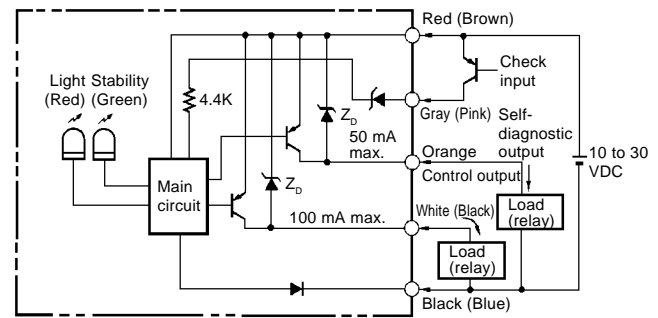 Red (Brown)
Check
input
Light Stability
(Red) (Green)
4.4K
Z_D
50 mA
max.
Gray (Pink)
Self-
diagnostic
output
Orange
Control output
10 to 30
VDC
Main
circuit
Z_D
100 mA max.
White (Black)
Load
(relay)
Load
(relay)
Black (Blue)